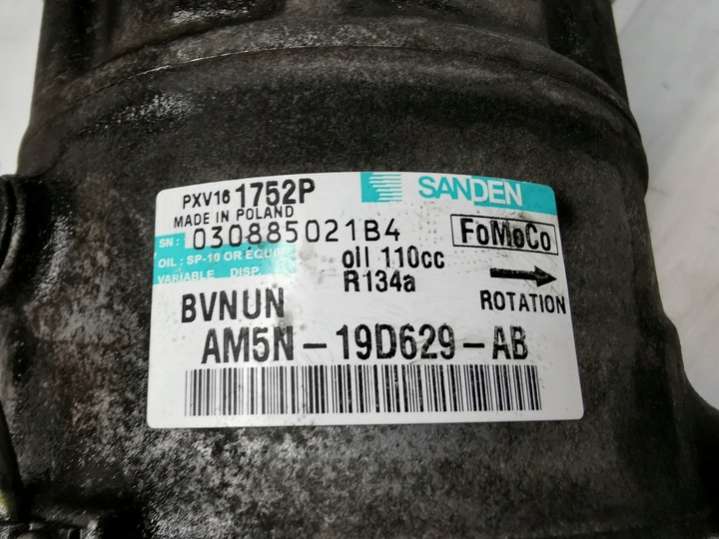 PXV16 1752P
SANDEN
MADE IN POLAND
SN: 030885021B4
FoMoCo
OIL: SP-10 OR EQUIV
oil 110cc
VARIABLE DISP.
R134a
BVNUN
ROTATION
AM5N-19D629-AB